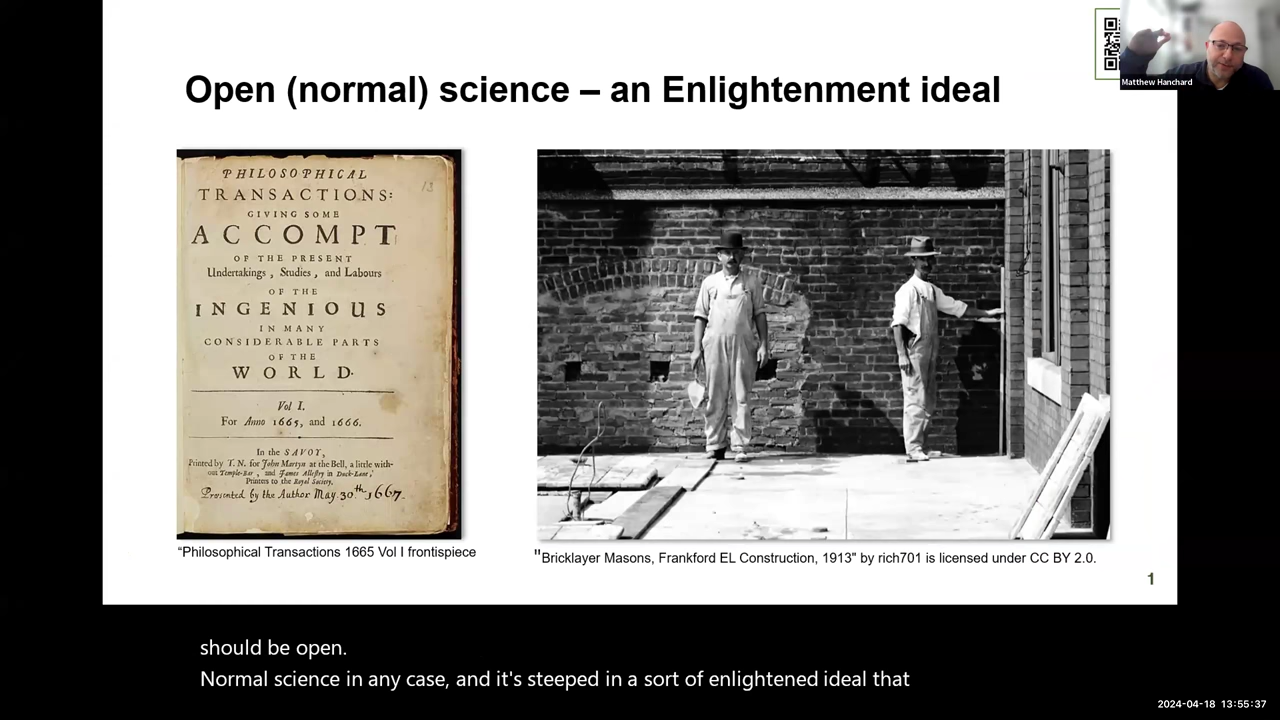 Open (normal) science – an Enlightenment ideal
Matthew Hanchard
PHILOSOPHICAL
TRANSACTIONS:
GIVING SOME
ACCOMPT
OF THE PRESENT
Undertakings, Studies, and Labours
OF THE
INGENIOUS
IN MANY
CONSIDERABLE PARTS
OF THE
WORLD.
Vol I.
For Anno 1665, and 1666.
In the SAVOY,
Printed by T. N. for John Martyn at the Bell, a little with-
out Temple-Bar, and James Allestry in Duck-Lane,
Printers to the Royal Society.
Presented by the Author May 30th 1667.
13
“Philosophical Transactions 1665 Vol I frontispiece
"Bricklayer Masons, Frankford EL Construction, 1913" by rich701 is licensed under CC BY 2.0.
1
should be open.
Normal science in any case, and it's steeped in a sort of enlightened ideal that
2024-04-18 13:55:37